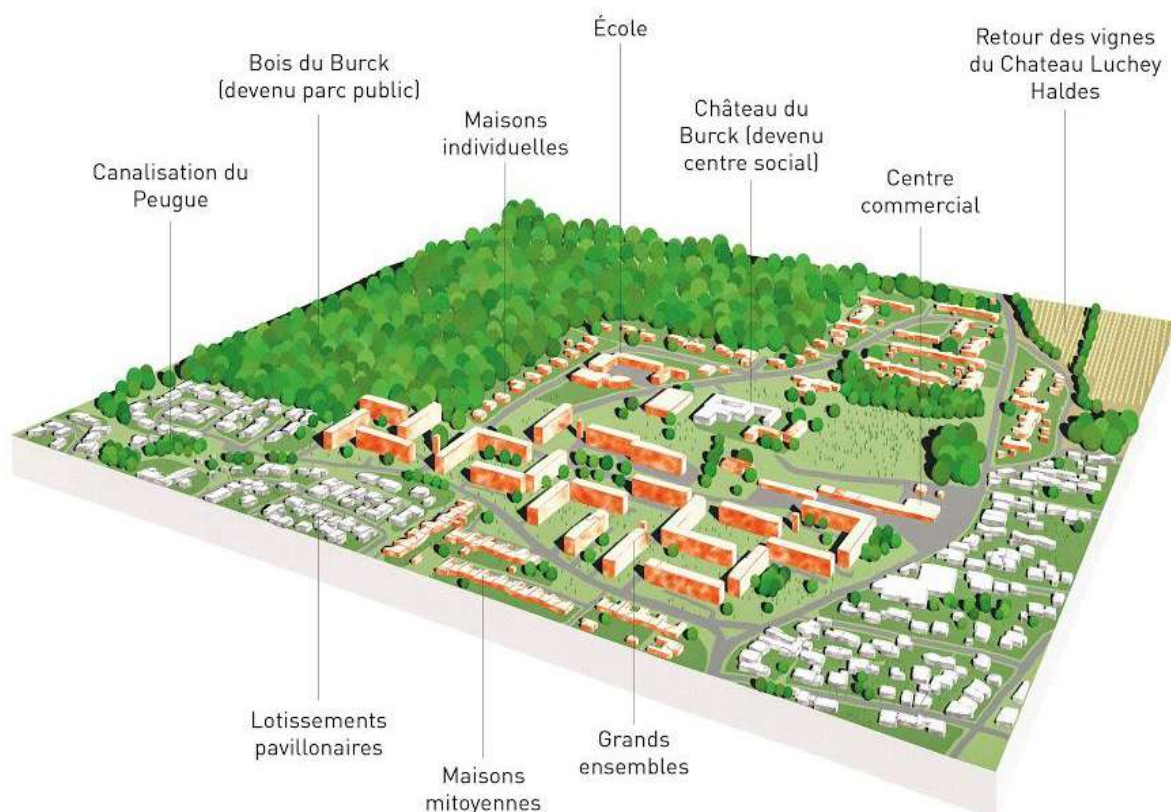 École
Retour des vignes
du Chateau Luchey
Haldes
Bois du Burck
(devenu parc public)
Château du
Burck (devenu
centre social)
Maisons
individuelles
Canalisation du
Peugue
Centre
commercial
Lotissements
pavillonaires
Grands
ensembles
Maisons
mitoyennes